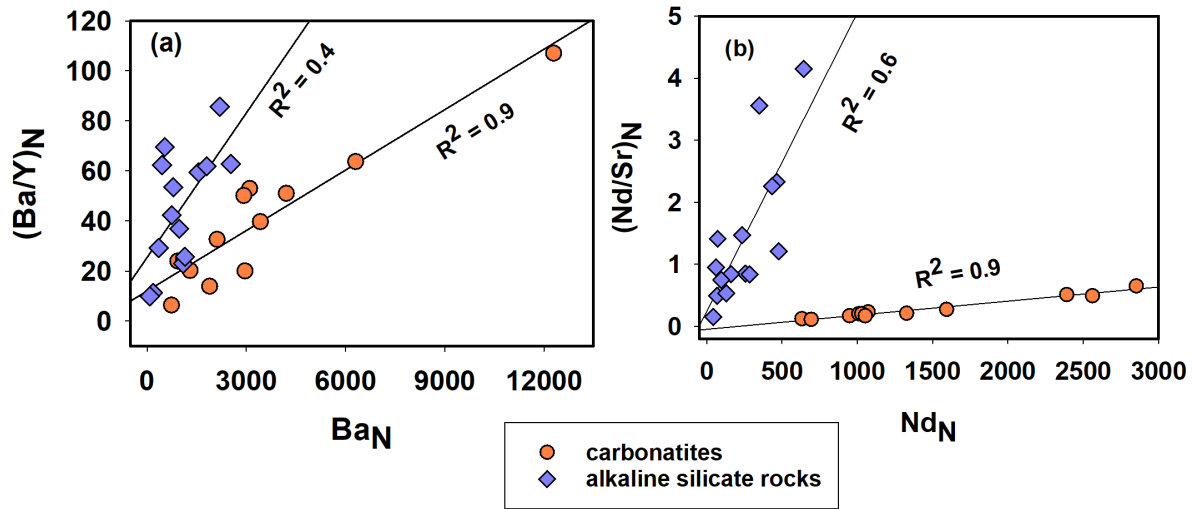 (a)
120
100
80
60
40
20
0
(Ba/Y)N
R2 = 0.4
R2 = 0.9
0 3000 6000 9000 12000
BaN
(b)
5
4
3
2
1
0
(Nd/Sr)N
R2 = 0.6
R2 = 0.9
0 500 1000 1500 2000 2500 3000
NdN
carbonatites
alkaline silicate rocks